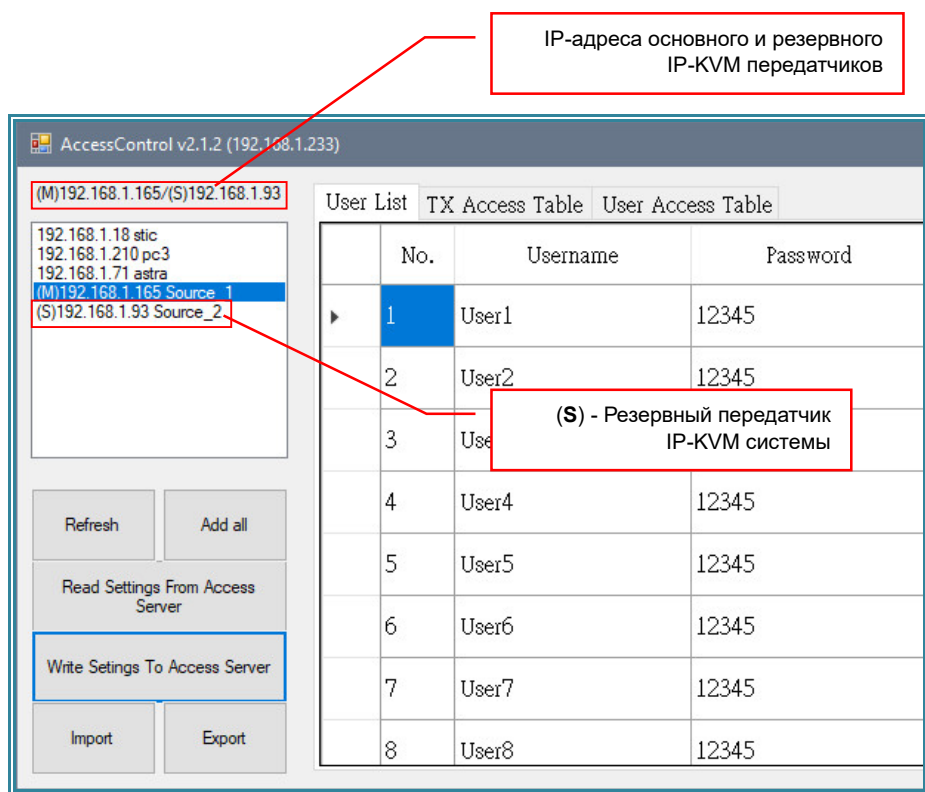 IP-адреса основного и резервного
IP-KVM передатчиков
AccessControl v2.1.2 (192.168.1.233)
(M)192.168.1.165/(S)192.168.1.93
192.168.1.18 stic
192.168.1.210 pc3
192.168.1.71 astra
(M)192.168.1.165 Source_1
(S)192.168.1.93 Source_2
Refresh
Add all
Read Settings From Access
Server
Write Setings To Access Server
Import
Export
User List TX Access Table User Access Table
No. Username Password
1 User1 12345
2 User2 12345
(S) - Резервный передатчик
IP-KVM системы
3
4 User4 12345
5 User5 12345
6 User6 12345
7 User7 12345
8 User8 12345